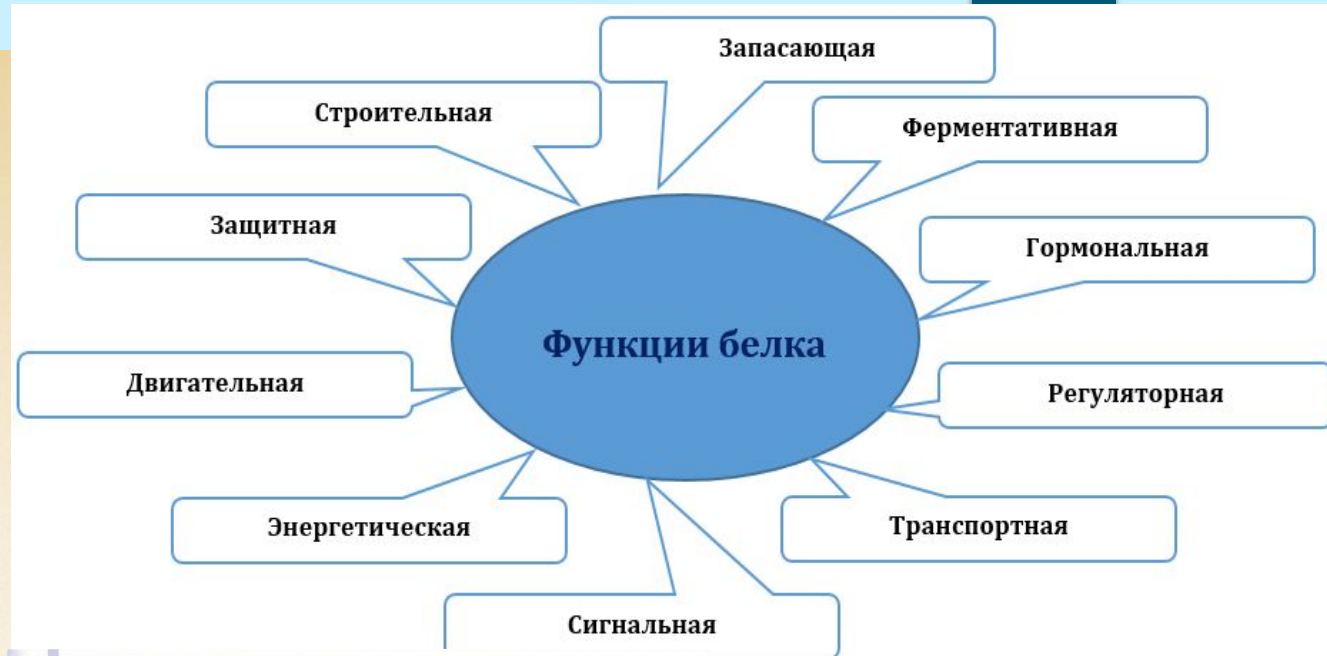 Запасающая
Строительная
Ферментативная
Защитная
Гормональная
Функции белка
Двигательная
Регуляторная
Энергетическая
Транспортная
Сигнальная